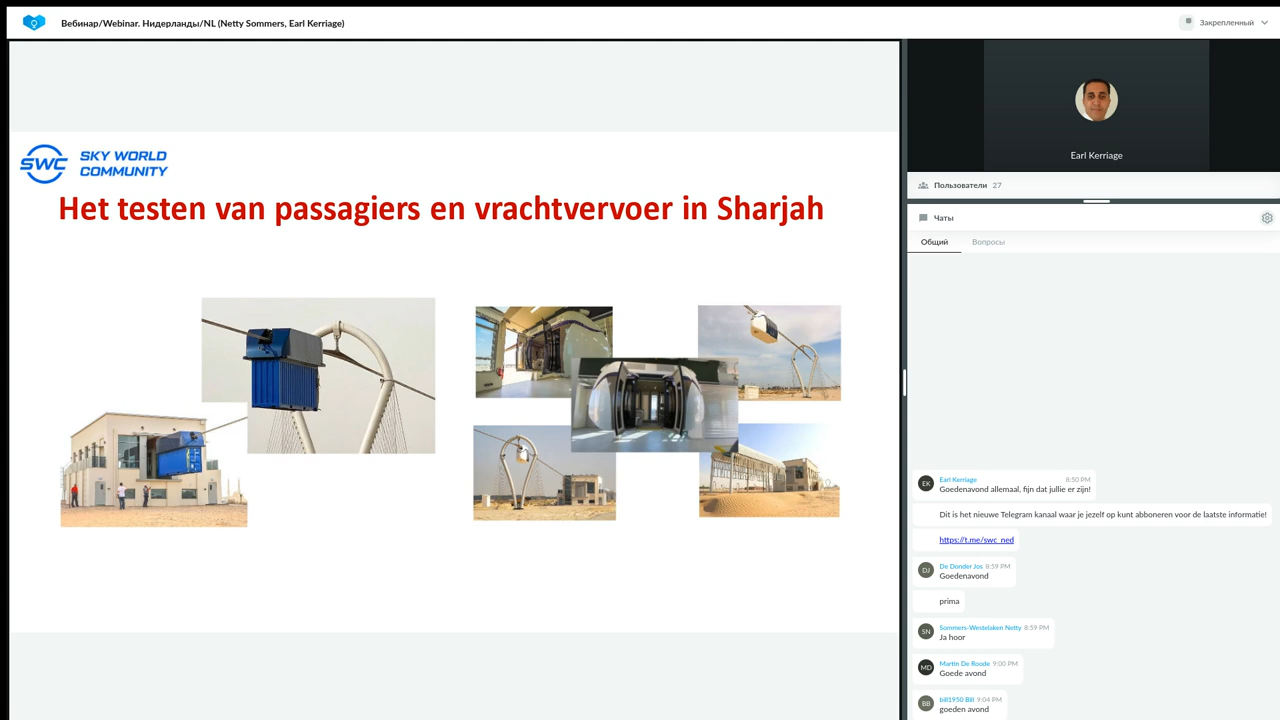 Вебинар/Webinar. Нидерланды/NL (Netty Sommers, Earl Kerriage)
Закрепленный
SWC SKY WORLD
COMMUNITY
Het testen van passagiers en vrachtvervoer in Sharjah
Earl Kerriage
Пользователи 27
Чаты
Общий Вопросы
EK Earl Kerriage 8:50 PM
Goedenavond allemaal, fijn dat jullie er zijn!
Dit is het nieuwe Telegram kanaal waar je jezelf op kunt abboneren voor de laatste informatie!
https://t.me/swc_ned
DJ De Donder Jos 8:59 PM
Goedenavond
prima
SN Sommers-Westelaken Netty 8:59 PM
Ja hoor
MD Martin De Roode 9:00 PM
Goede avond
BB bill1950 Bill 9:04 PM
goeden avond